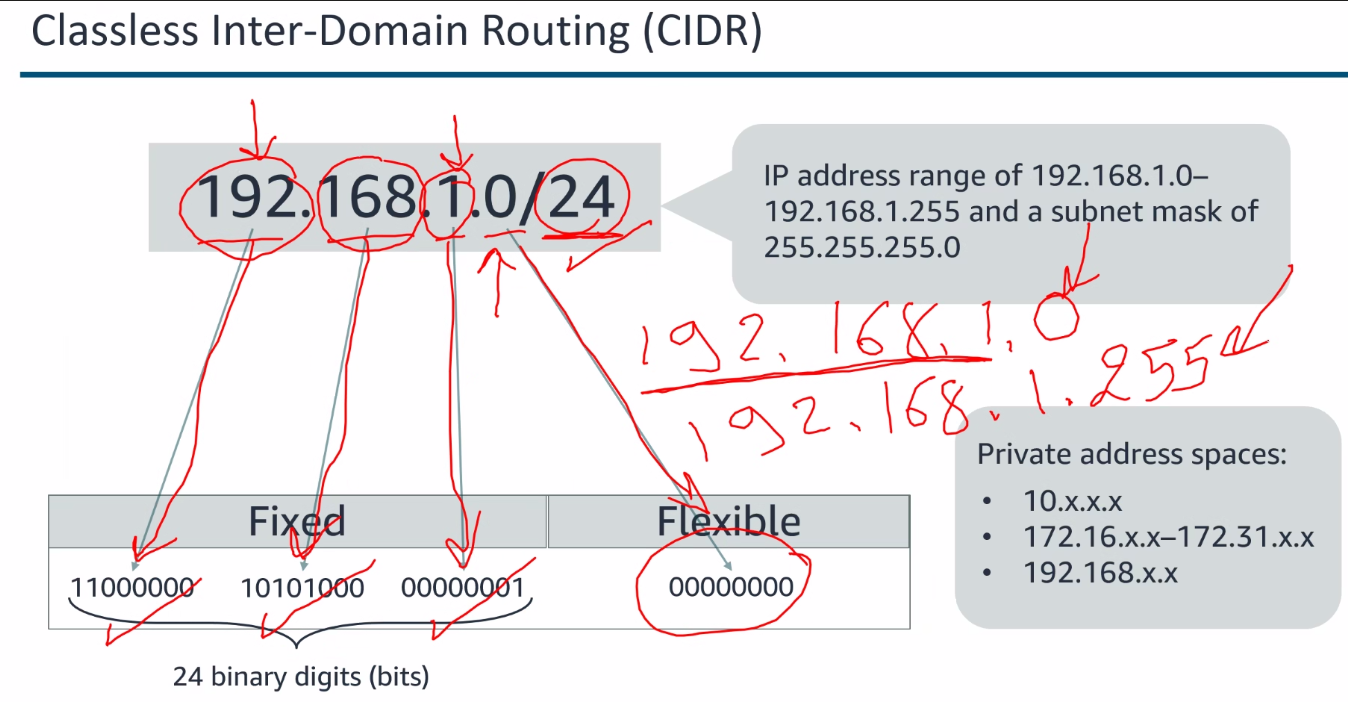 Classless Inter-Domain Routing (CIDR)
192.168.1.0/24
IP address range of 192.168.1.0–
192.168.1.255 and a subnet mask of
255.255.255.0
192.168.1.0
192.168.1.255
Private address spaces:
• 10.x.x.x
• 172.16.x.x–172.31.x.x
• 192.168.x.x
Fixed Flexible
11000000 10101000 00000001 00000000
24 binary digits (bits)